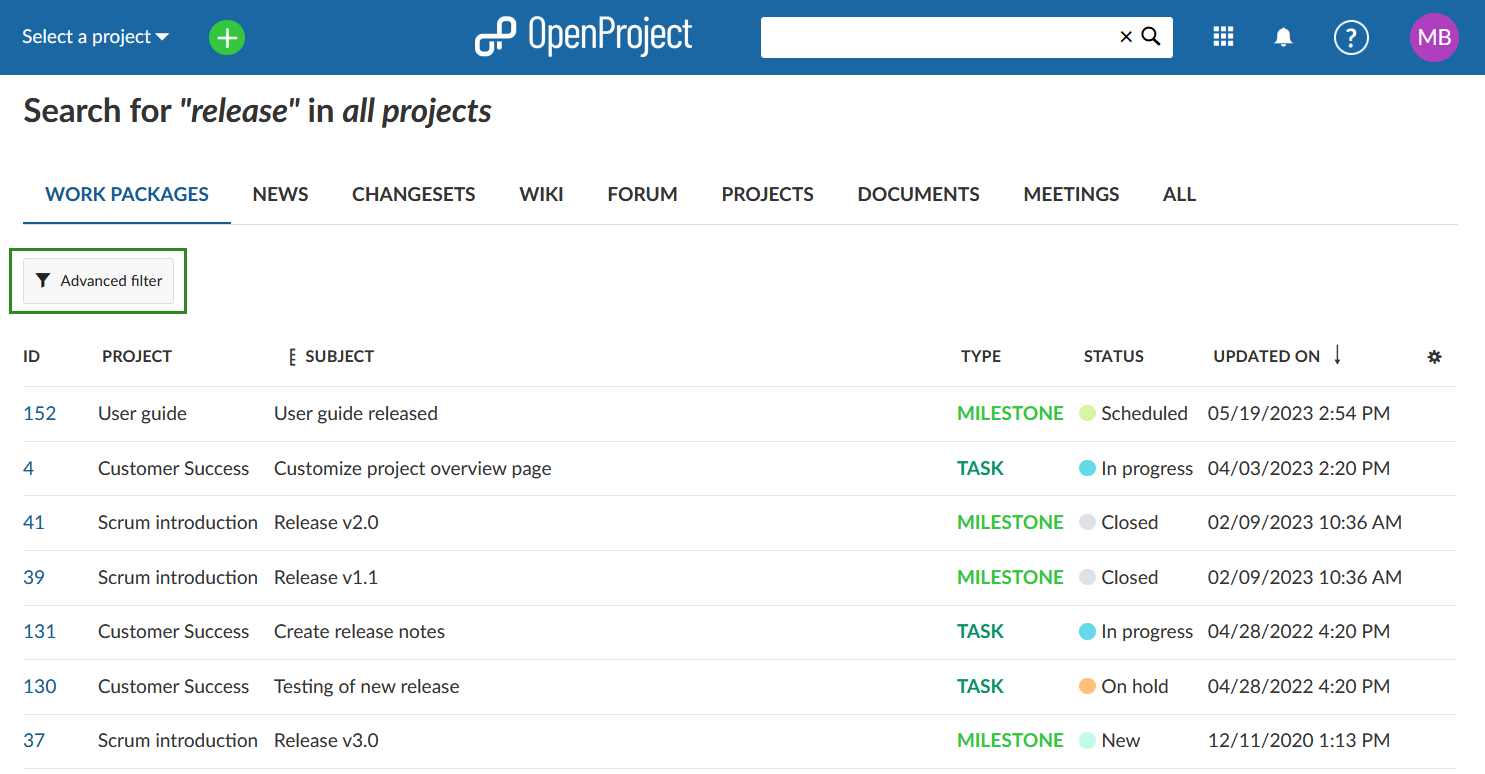 Select a project OpenProject ? MB
Search for "release" in all projects
WORK PACKAGES NEWS CHANGESETS WIKI FORUM PROJECTS DOCUMENTS MEETINGS ALL
Advanced filter
ID PROJECT SUBJECT TYPE STATUS UPDATED ON
152 User guide User guide released MILESTONE Scheduled 05/19/2023 2:54 PM
4 Customer Success Customize project overview page TASK In progress 04/03/2023 2:20 PM
41 Scrum introduction Release v2.0 MILESTONE Closed 02/09/2023 10:36 AM
39 Scrum introduction Release v1.1 MILESTONE Closed 02/09/2023 10:36 AM
131 Customer Success Create release notes TASK In progress 04/28/2022 4:20 PM
130 Customer Success Testing of new release TASK On hold 04/28/2022 4:20 PM
37 Scrum introduction Release v3.0 MILESTONE New 12/11/2020 1:13 PM